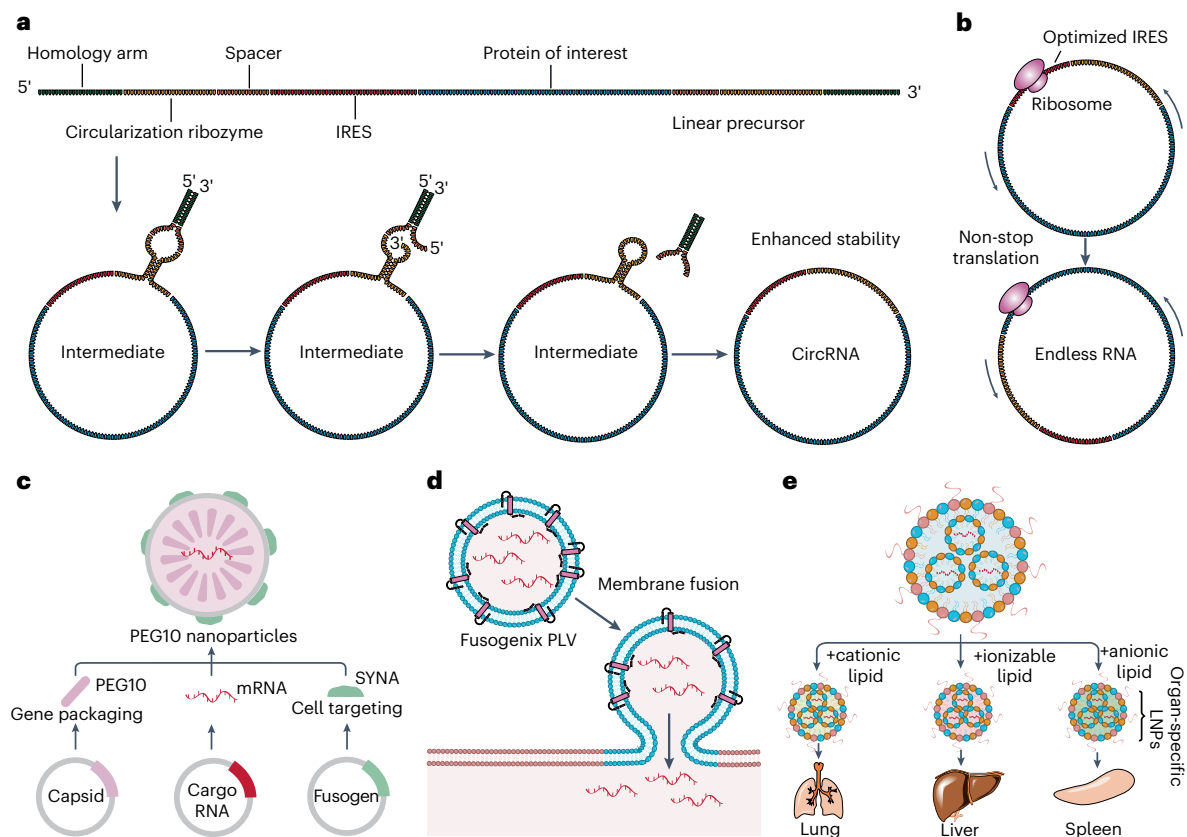 a
Homology arm
Spacer
Protein of interest
5'
3'
Circularization ribozyme
IRES
Linear precursor
5' 3'
5' 3'
3'
5'
Enhanced stability
Intermediate
Intermediate
Intermediate
CircRNA
b
Optimized IRES
Ribosome
Non-stop
translation
Endless RNA
c
PEG10 nanoparticles
PEG10
Gene packaging
mRNA
SYNA
Cell targeting
Capsid
Cargo
RNA
Fusogen
d
Membrane fusion
Fusogenix PLV
e
+cationic
lipid
+ionizable
lipid
+anionic
lipid
Organ-specific
LNPs
Lung
Liver
Spleen